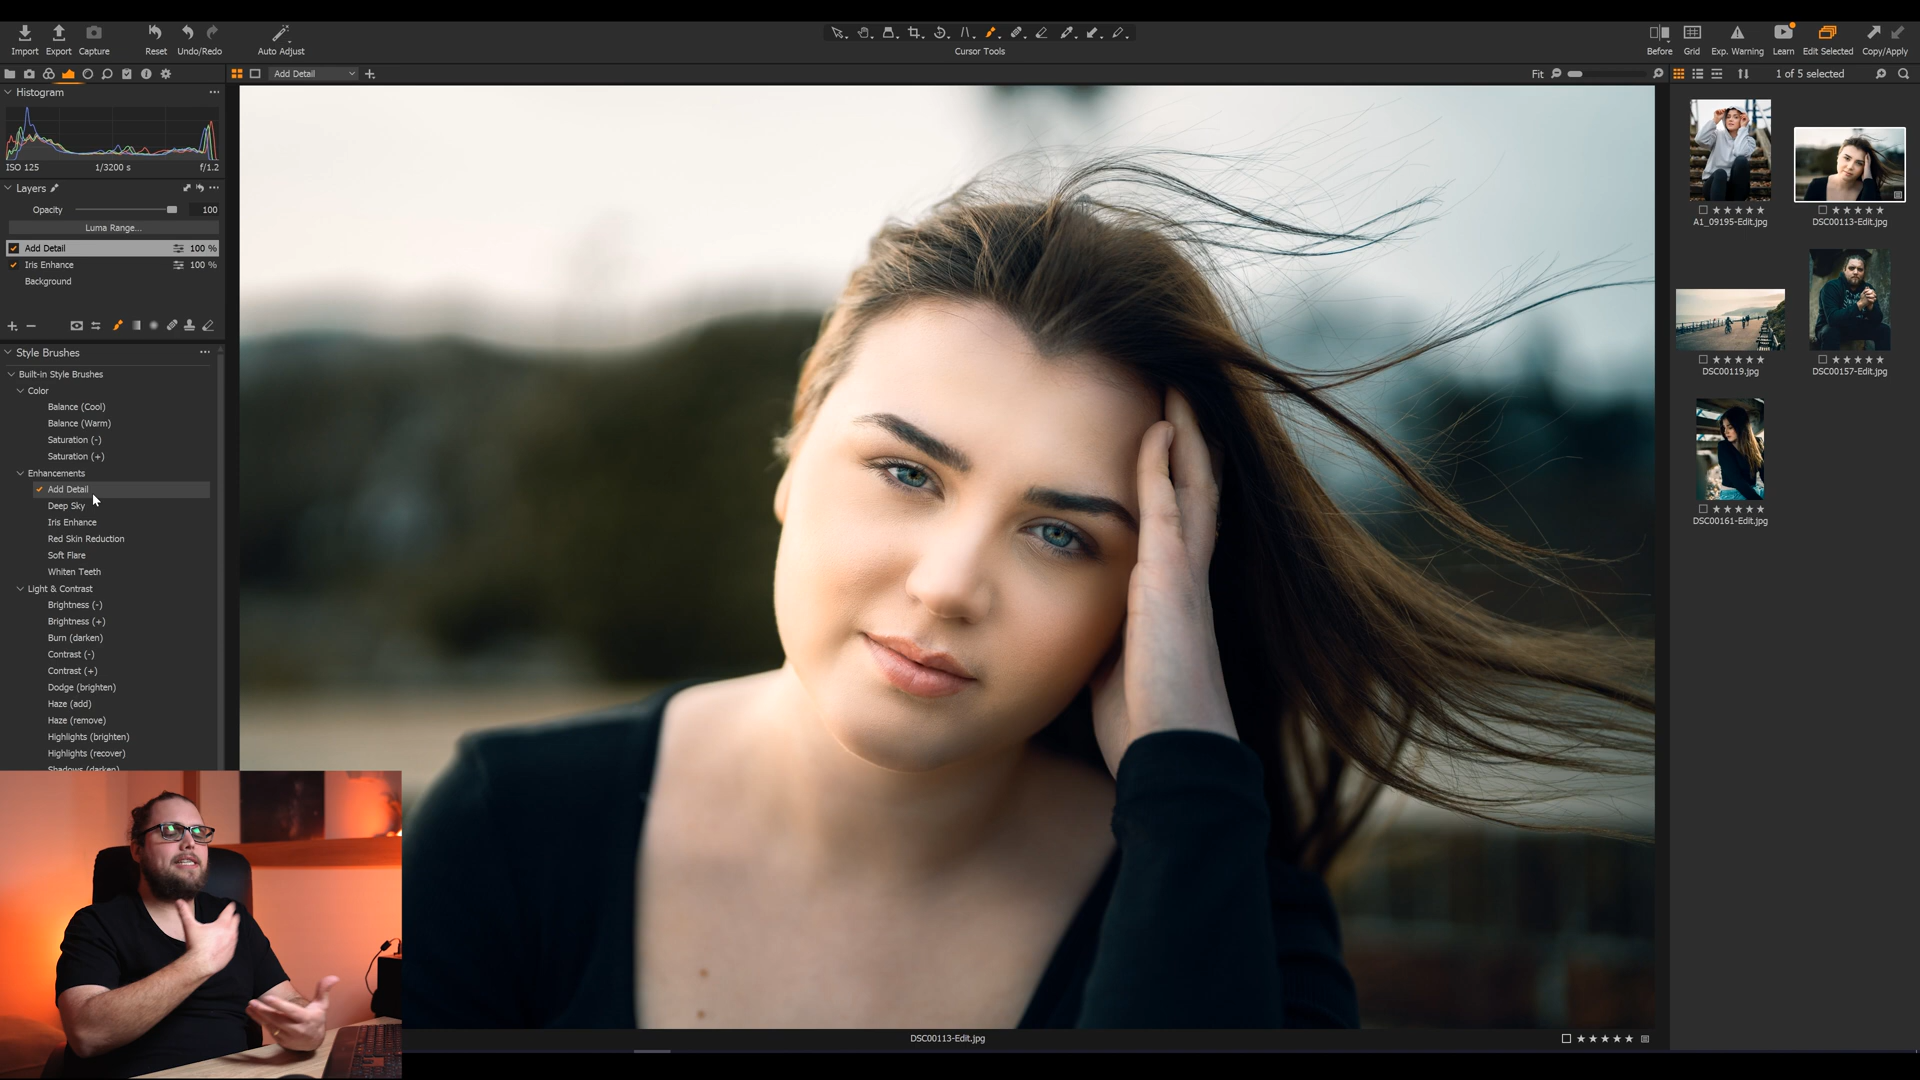 Import Export Capture Reset Undo/Redo Auto Adjust
Cursor Tools
Before Grid Exp. Warning Learn Edit Selected Copy/Apply
Add Detail
Fit
1 of 5 selected
Histogram
ISO 125 1/3200 s f/1.2
Layers
Opacity 100
Luma Range...
Add Detail 100 %
Iris Enhance 100 %
Background
Style Brushes
Built-in Style Brushes
Color
Balance (Cool)
Balance (Warm)
Saturation (-)
Saturation (+)
Enhancements
Add Detail
Deep Sky
Iris Enhance
Red Skin Reduction
Soft Flare
Whiten Teeth
Light & Contrast
Brightness (-)
Brightness (+)
Burn (darken)
Contrast (-)
Contrast (+)
Dodge (brighten)
Haze (add)
Haze (remove)
Highlights (brighten)
Highlights (recover)
Shadows (darken)
A1_09195-Edit.jpg
DSC00113-Edit.jpg
DSC00119.jpg
DSC00157-Edit.jpg
DSC00161-Edit.jpg
DSC00113-Edit.jpg